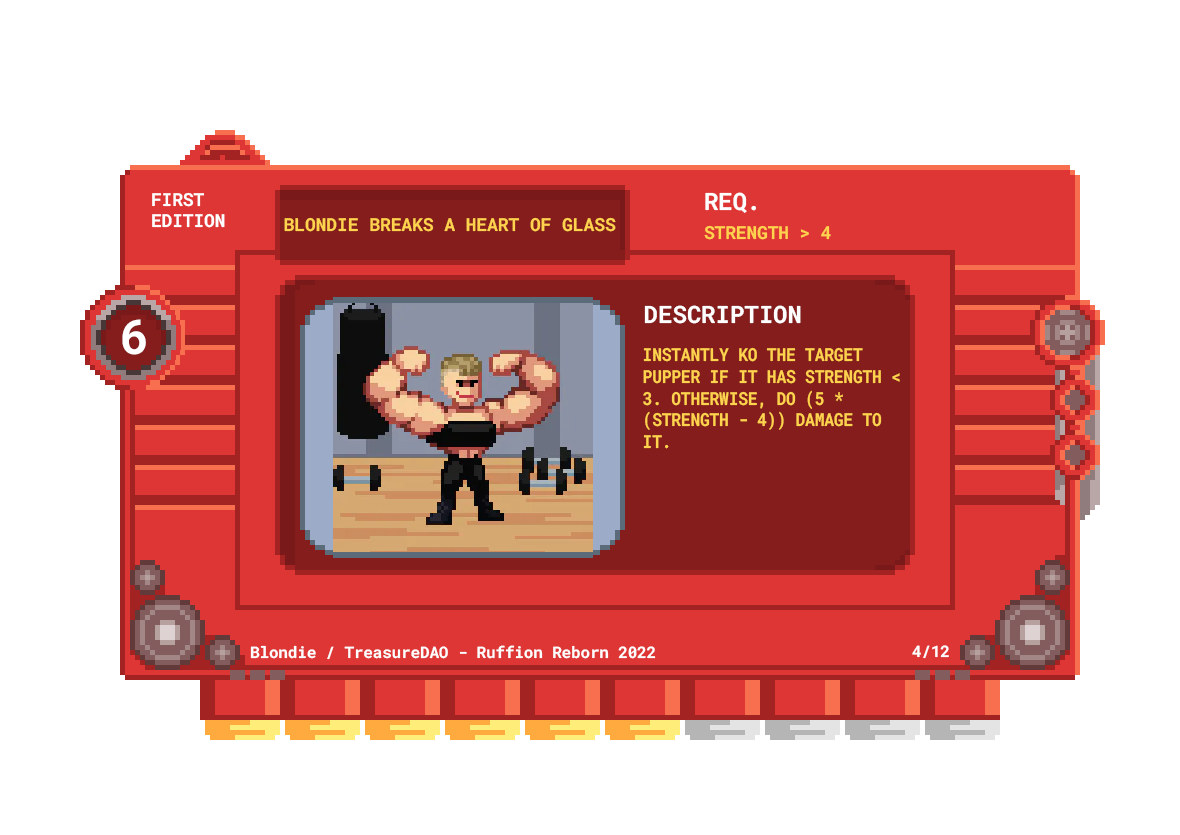 FIRST
EDITION
BLONDIE BREAKS A HEART OF GLASS
REQ.
STRENGTH > 4
6
DESCRIPTION
INSTANTLY KO THE TARGET
PUPPER IF IT HAS STRENGTH <
3. OTHERWISE, DO (5 *
(STRENGTH - 4)) DAMAGE TO
IT.
Blondie / TreasureDAO - Ruffion Reborn 2022
4/12